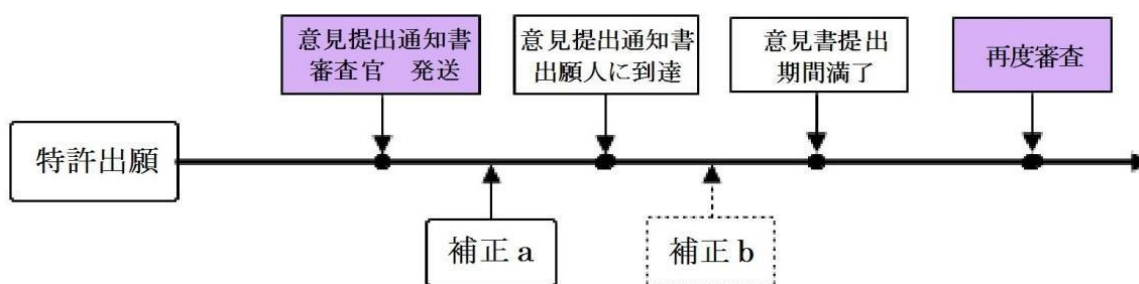 意見提出通知書
審査官 発送
意見提出通知書
出願人に到達
意見書提出
期間満了
再度審査
特許出願
補正 a
補正 b